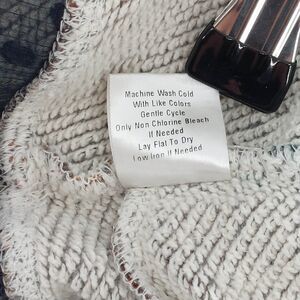 Machine Wash Cold
With Like Colors
Gentle Cycle
Only Non Chlorine Bleach
If Needed
Lay Flat To Dry
Low Iron If Needed